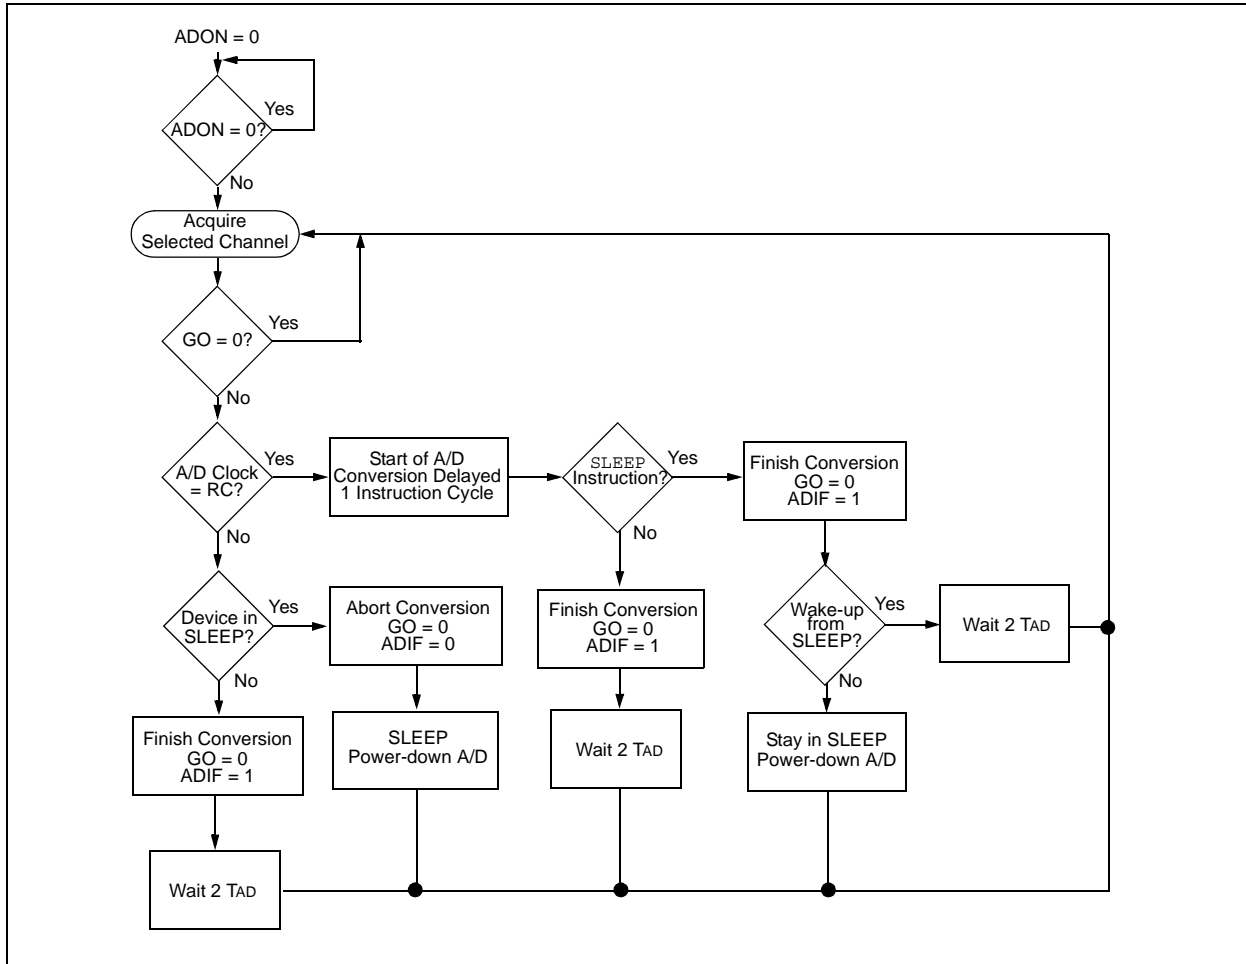 ADON = 0
Yes
ADON = 0?
No
Acquire
Selected Channel
Yes
GO = 0?
No
A/D Clock
= RC?
Yes
Start of A/D
Conversion Delayed
1 Instruction Cycle
SLEEP
Instruction?
Yes
Finish Conversion
GO = 0
ADIF = 1
No
No
Device in
SLEEP?
Yes
Abort Conversion
GO = 0
ADIF = 0
Finish Conversion
GO = 0
ADIF = 1
Wake-up
from
SLEEP?
Yes
Wait 2 TAD
No
No
Finish Conversion
GO = 0
ADIF = 1
SLEEP
Power-down A/D
Wait 2 TAD
Stay in SLEEP
Power-down A/D
Wait 2 TAD